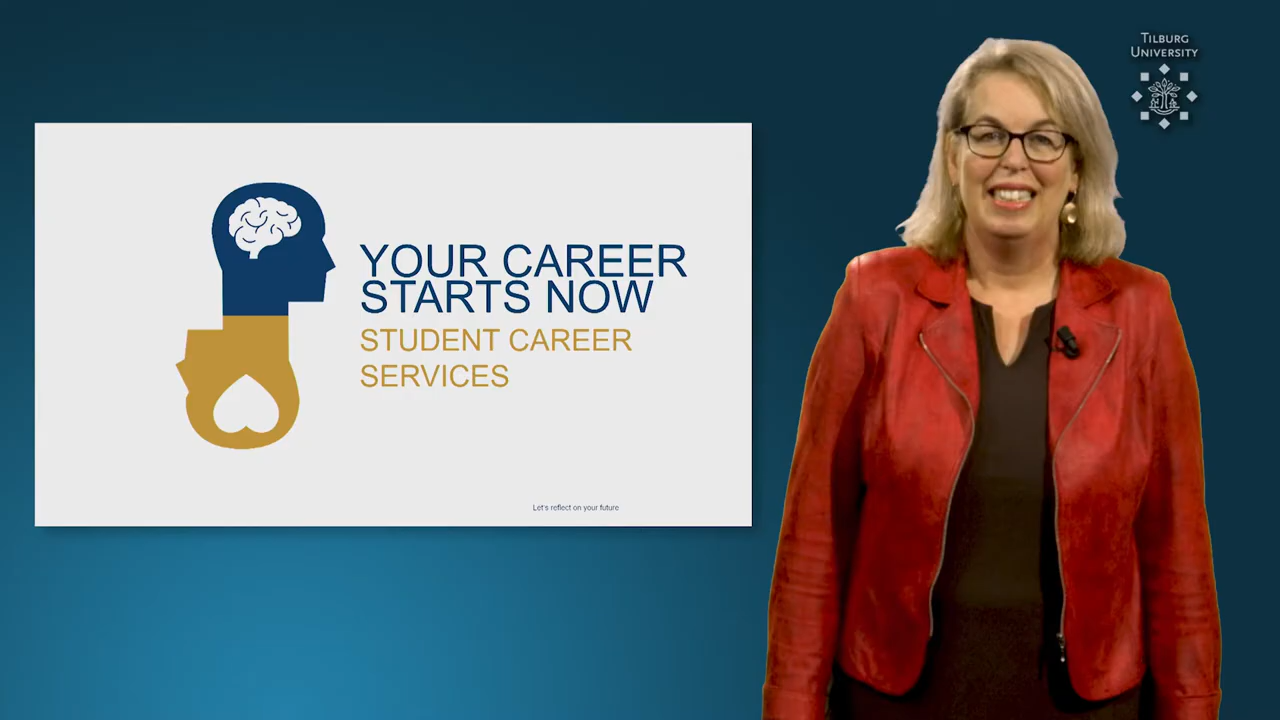 TILBURG
UNIVERSITY
YOUR CAREER
STARTS NOW
STUDENT CAREER
SERVICES
Let's reflect on your future